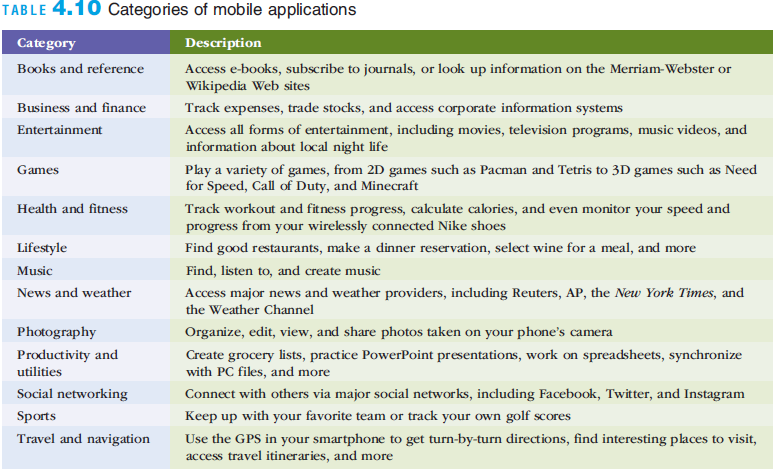 TABLE 4.10 Categories of mobile applications
Category Description
Books and reference Access e-books, subscribe to journals, or look up information on the Merriam-Webster or
Wikipedia Web sites
Business and finance Track expenses, trade stocks, and access corporate information systems
Entertainment Access all forms of entertainment, including movies, television programs, music videos, and
information about local night life
Games Play a variety of games, from 2D games such as Pacman and Tetris to 3D games such as Need
for Speed, Call of Duty, and Minecraft
Health and fitness Track workout and fitness progress, calculate calories, and even monitor your speed and
progress from your wirelessly connected Nike shoes
Lifestyle Find good restaurants, make a dinner reservation, select wine for a meal, and more
Music Find, listen to, and create music
News and weather Access major news and weather providers, including Reuters, AP, the New York Times, and
the Weather Channel
Photography Organize, edit, view, and share photos taken on your phone's camera
Productivity and Create grocery lists, practice PowerPoint presentations, work on spreadsheets, synchronize
utilities with PC files, and more
Social networking Connect with others via major social networks, including Facebook, Twitter, and Instagram
Sports Keep up with your favorite team or track your own golf scores
Travel and navigation Use the GPS in your smartphone to get turn-by-turn directions, find interesting places to visit,
access travel itineraries, and more